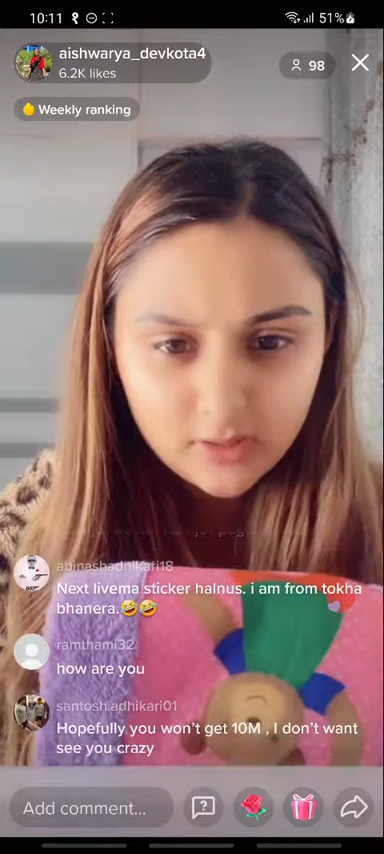 10:11
51%
aishwarya_devkota4
6.2K likes
98
Weekly ranking
abinashadhikari18
Next livema sticker halnus. i am from tokha
bhanera.🤣🤣
ramthami32
how are you
santosh.adhikari01
Hopefully you won't get 10M , I don't want
see you crazy
Add comment...